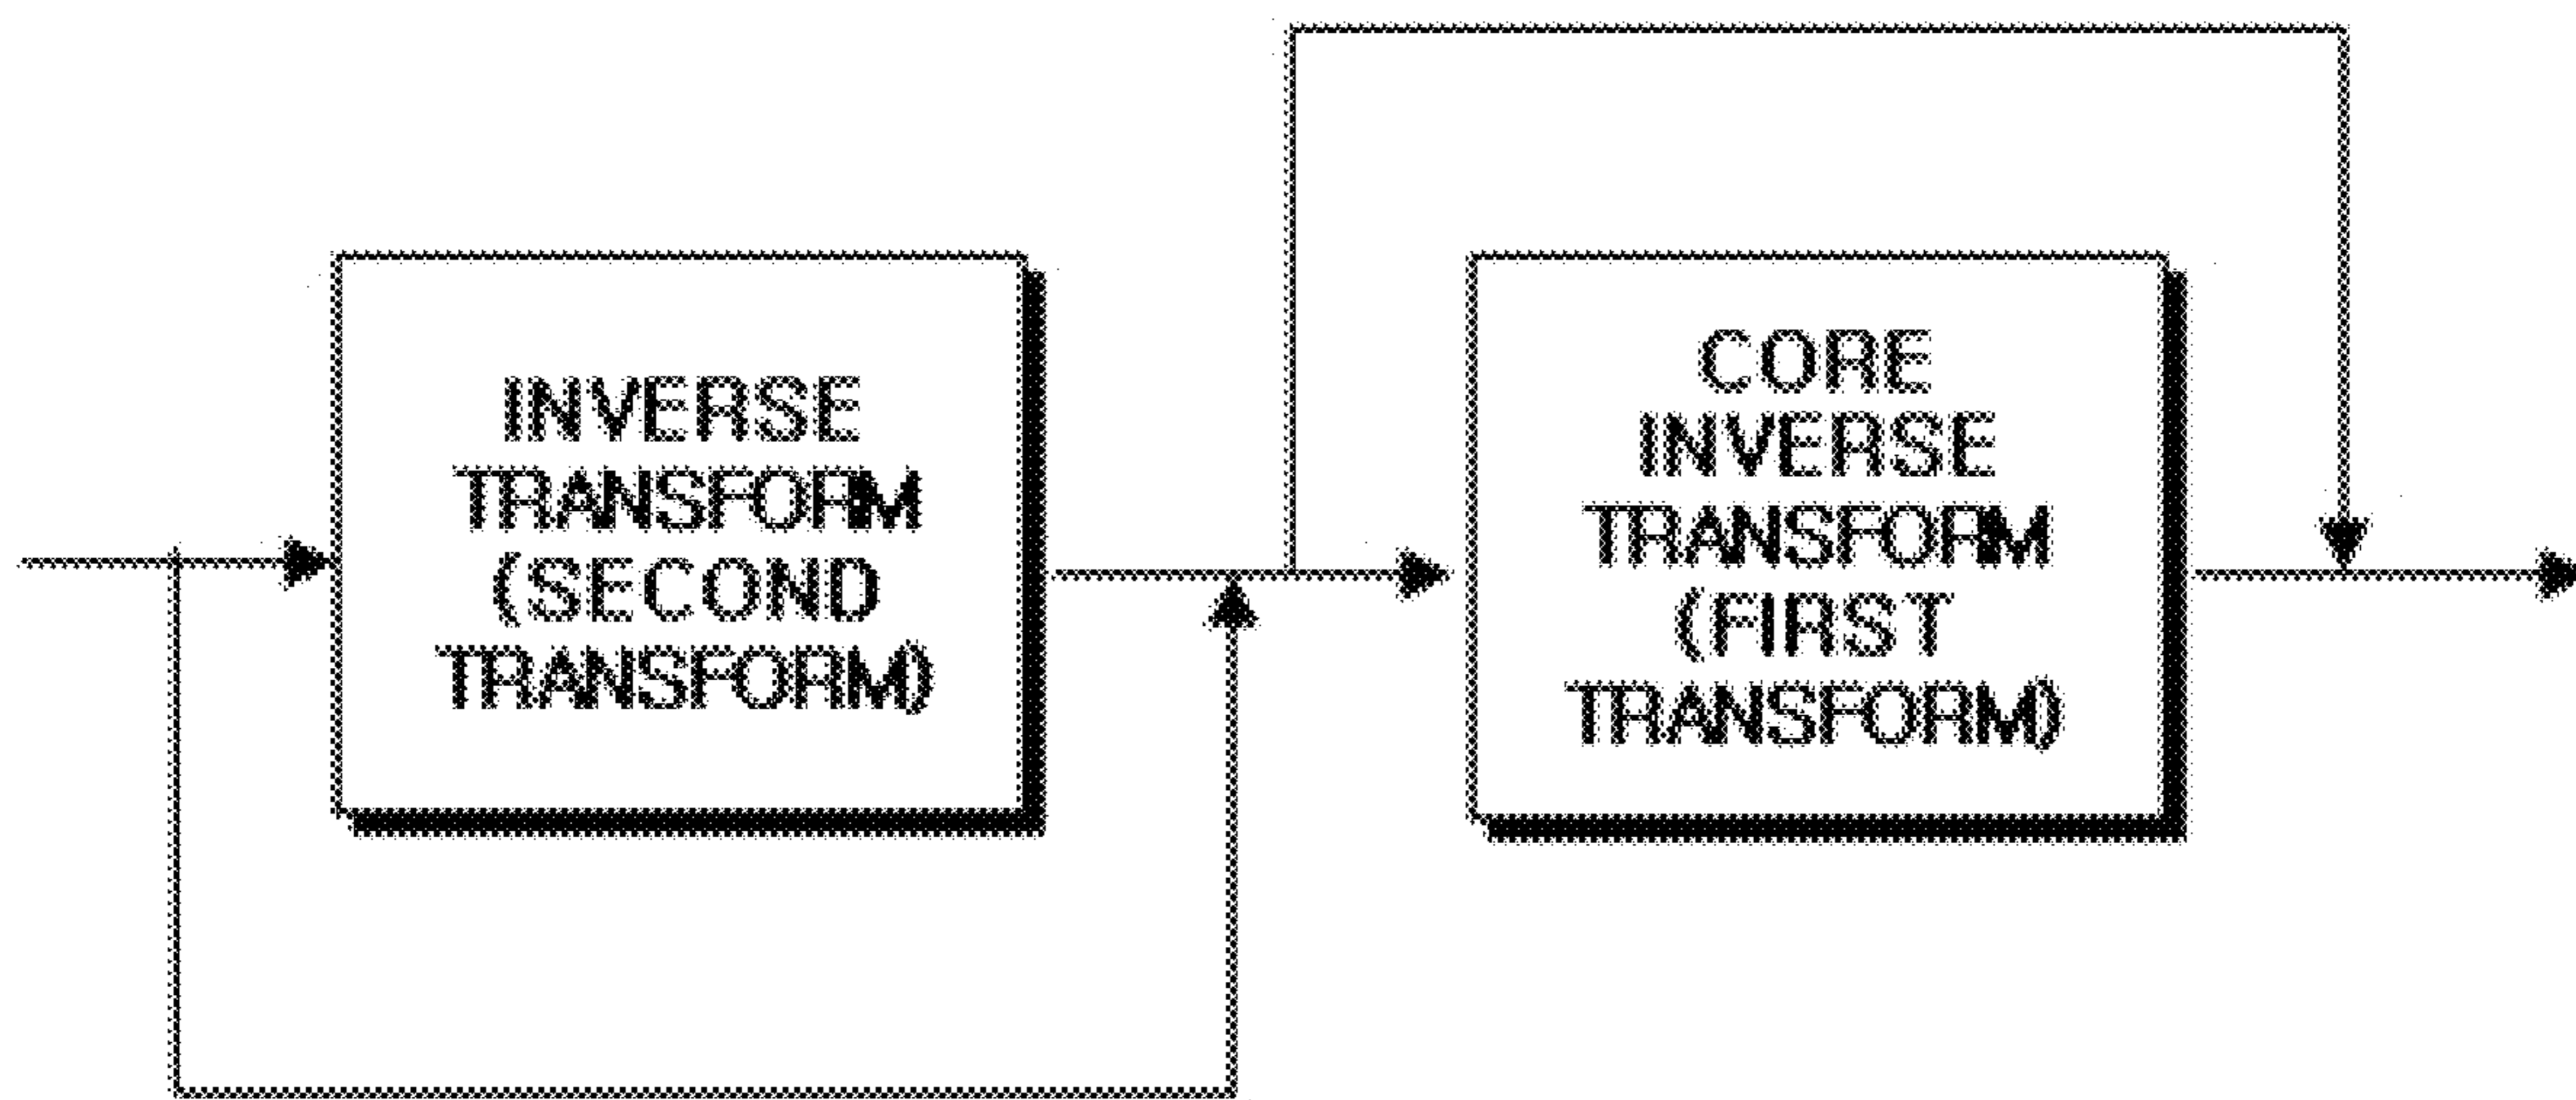 INVERSE
TRANSFORM
(SECOND
TRANSFORM)
CORE
INVERSE
TRANSFORM
(FIRST
TRANSFORM)